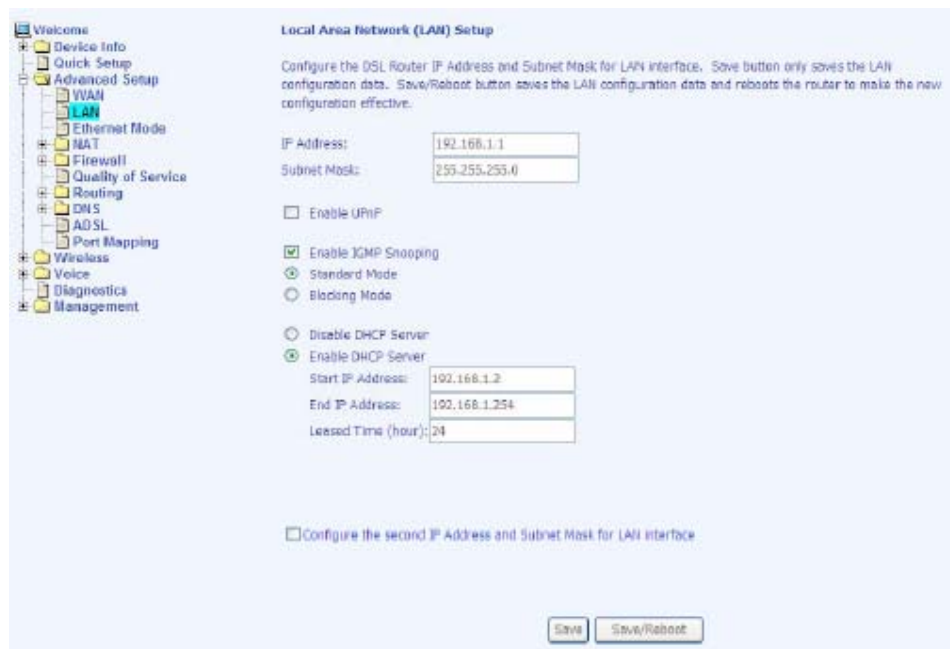 Welcome
Device Info
Quick Setup
Advanced Setup
WAN
LAN
Ethernet Mode
NAT
Firewall
Quality of Service
Routing
DNS
ADSL
Port Mapping
Wireless
Voice
Diagnostics
Management
Local Area Network (LAN) Setup
Configure the DSL Router IP Address and Subnet Mask for LAN interface. Save button only saves the LAN
configuration data. Save/Reboot button saves the LAN configuration data and reboots the router to make the new
configuration effective.
IP Address: 192.168.1.1
Subnet Mask: 255.255.255.0
Enable UPnP
Enable IGMP Snooping
Standard Mode
Blocking Mode
Disable DHCP Server
Enable DHCP Server
Start IP Address: 192.168.1.2
End IP Address: 192.168.1.254
Leased Time (hour): 24
Configure the second IP Address and Subnet Mask for LAN interface
Save Save/Reboot